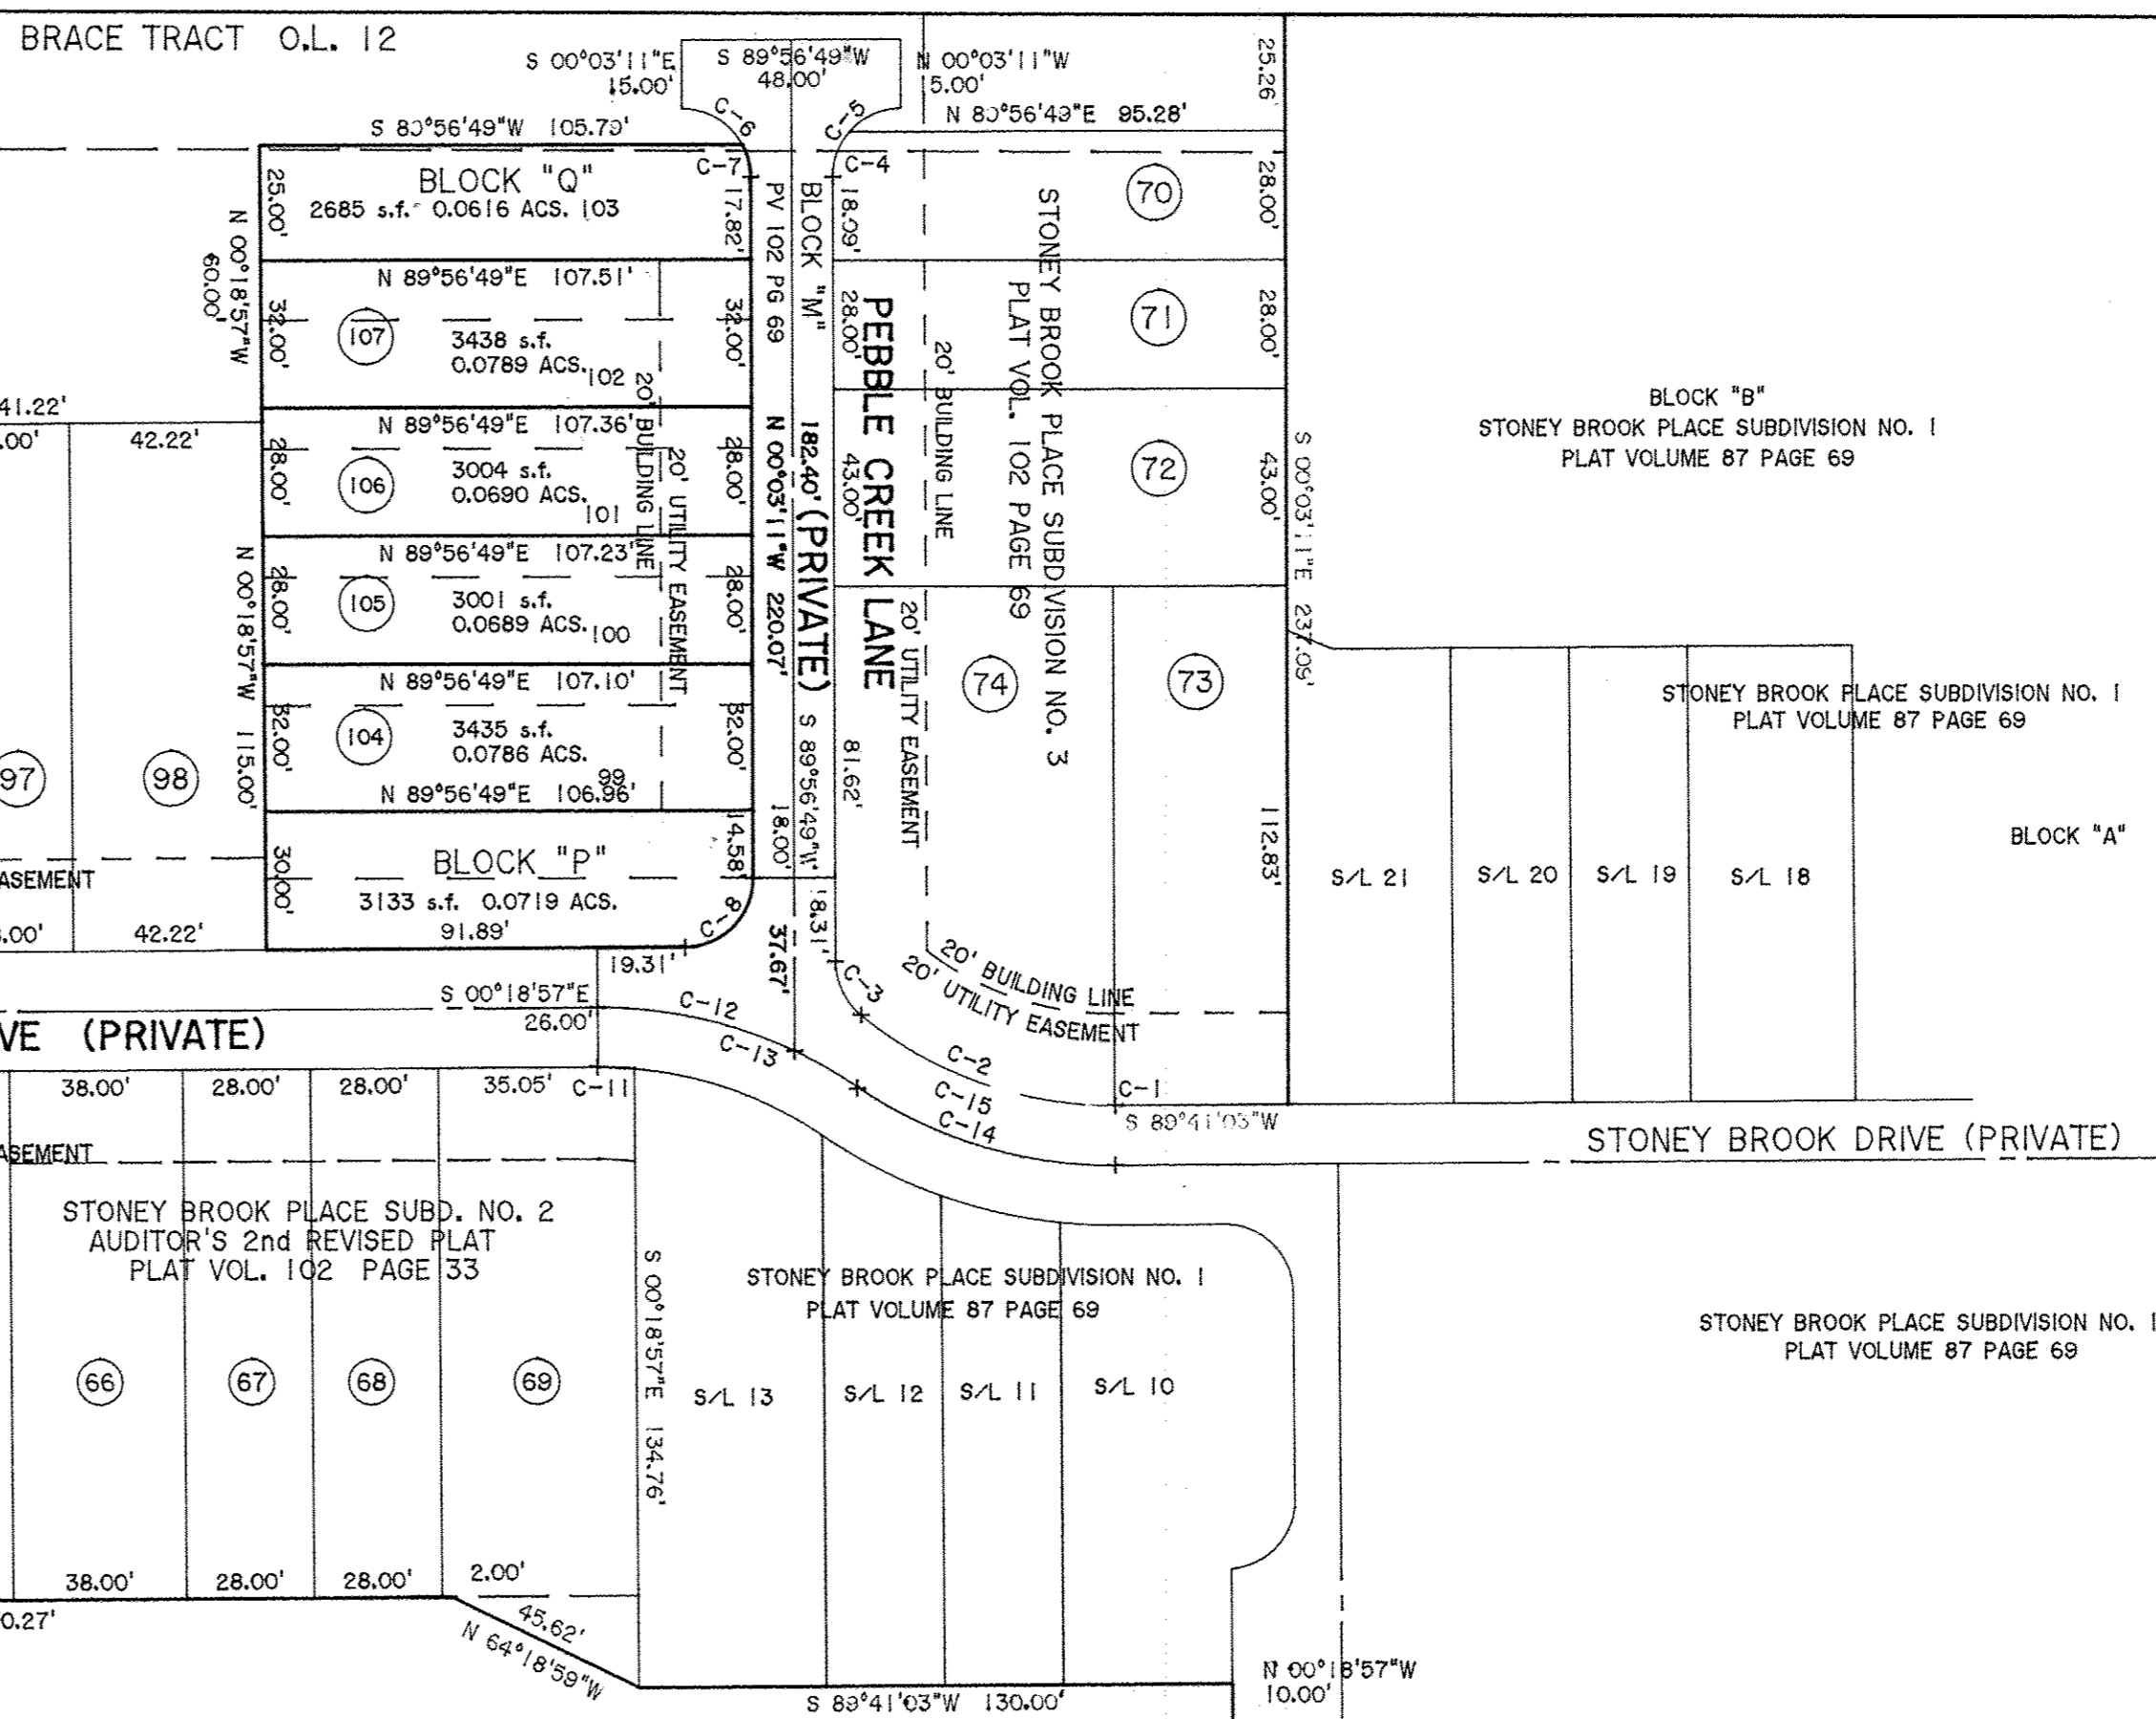 BRACE TRACT O.L. 12
S 00°03'11"E
15.00'
S 89°56'49"W
48.00'
N 00°03'11"W
15.00'
25.26'
C-6
C-5
N 89°56'49"E 95.28'
S 89°56'49"W 105.79'
C-7
C-4
BLOCK "Q"
2685 s.f. 0.0616 ACS. 103
25.00'
17.82'
18.09'
28.00'
70
N 00°18'57"W
60.00'
PV 102 PG 69
BLOCK "M"
N 89°56'49"E 107.51'
107
3438 s.f.
0.0789 ACS.
102
32.00'
32.00'
28.00'
28.00'
71
STONEY BROOK PLACE SUBDIVISION NO. 3
PLAT VOL. 102 PAGE 69
20' BUILDING LINE
20' UTILITY EASEMENT
PEBBLE CREEK LANE
182.40' (PRIVATE)
N 00°03'11"W 220.07'
20' BUILDING LINE
41.22'
.00'
42.22'
N 89°56'49"E 107.36'
106
3004 s.f.
0.0690 ACS.
101
28.00'
28.00'
43.00'
43.00'
72
S 00°03'11"E 237.09'
BLOCK "B"
STONEY BROOK PLACE SUBDIVISION NO. 1
PLAT VOLUME 87 PAGE 69
N 89°56'49"E 107.23'
105
3001 s.f.
0.0689 ACS.
100
28.00'
28.00'
N 00°18'57"W 115.00'
N 89°56'49"E 107.10'
104
3435 s.f.
0.0786 ACS.
99
32.00'
32.00'
N 89°56'49"E 106.96'
97
98
S 89°56'49"W
18.00'
81.62'
20' UTILITY EASEMENT
74
73
112.83'
STONEY BROOK PLACE SUBDIVISION NO. 1
PLAT VOLUME 87 PAGE 69
BLOCK "A"
S/L 21
S/L 20
S/L 19
S/L 18
BLOCK "P"
3133 s.f. 0.0719 ACS.
91.89'
30.00'
14.58'
C-8
ASEMENT
.00'
42.22'
19.31'
37.67'
18.31'
C-3
20' BUILDING LINE
20' UTILITY EASEMENT
S 00°18'57"E
26.00'
C-12
C-13
C-2
C-15
C-14
C-1
S 89°41'03"W
VE (PRIVATE)
STONEY BROOK DRIVE (PRIVATE)
38.00'
28.00'
28.00'
35.05'
C-11
ASEMENT
STONEY BROOK PLACE SUBD. NO. 2
AUDITOR'S 2nd REVISED PLAT
PLAT VOL. 102 PAGE 33
STONEY BROOK PLACE SUBDIVISION NO. 1
PLAT VOLUME 87 PAGE 69
STONEY BROOK PLACE SUBDIVISION NO. 1
PLAT VOLUME 87 PAGE 69
S 00°18'57"E 134.76'
66
67
68
69
S/L 13
S/L 12
S/L 11
S/L 10
38.00'
28.00'
28.00'
2.00'
0.27'
45.62'
N 64°18'59"W
S 89°41'03"W 130.00'
N 00°18'57"W
10.00'